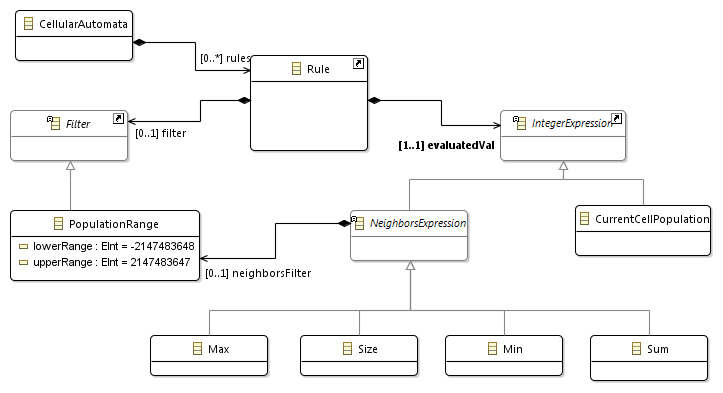 CellularAutomata
[0..*] rules
Rule
Filter
[0..1] filter
IntegerExpression
[1..1] evaluatedVal
PopulationRange
lowerRange : EInt = -2147483648
upperRange : EInt = 2147483647
NeighborsExpression
CurrentCellPopulation
[0..1] neighborsFilter
Max
Size
Min
Sum